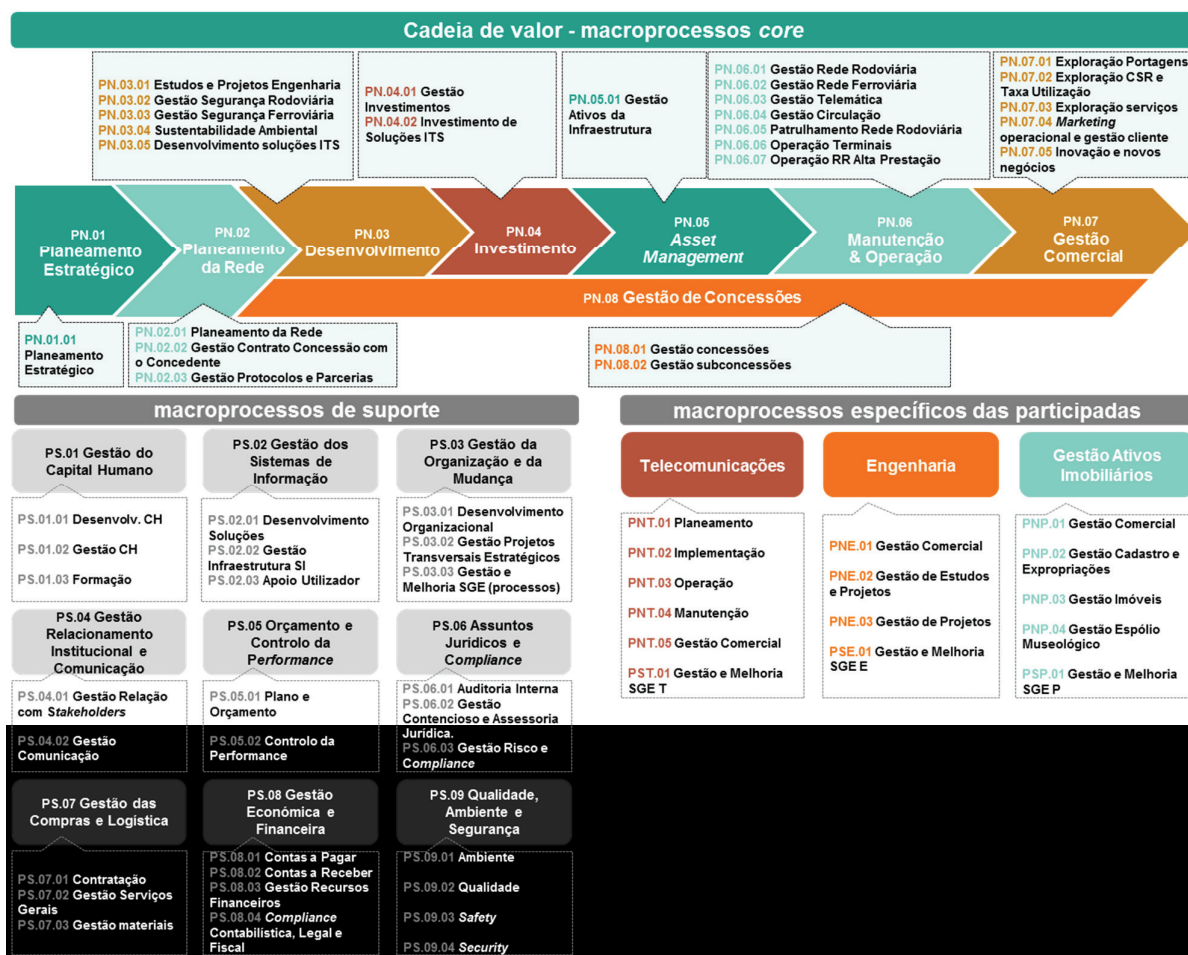 Cadeia de valor - macroprocessos core
PN.03.01 Estudos e Projetos Engenharia
PN.03.02 Gestão Segurança Rodoviária
PN.03.03 Gestão Segurança Ferroviária
PN.03.04 Sustentabilidade Ambiental
PN.03.05 Desenvolvimento soluções ITS
PN.04.01 Gestão
Investimentos
PN.04.02 Investimento de
Soluções ITS
PN.05.01 Gestão
Ativos da
Infraestrutura
PN.06.01 Gestão Rede Rodoviária
PN.06.02 Gestão Rede Ferroviária
PN.06.03 Gestão Telemática
PN.06.04 Gestão Circulação
PN.06.05 Patrulhamento Rede Rodoviária
PN.06.06 Operação Terminais
PN.06.07 Operação RR Alta Prestação
PN.07.01 Exploração Portagens
PN.07.02 Exploração CSR e
Taxa Utilização
PN.07.03 Exploração serviços
PN.07.04 Marketing
operacional e gestão cliente
PN.07.05 Inovação e novos
negócios
PN.01
Planeamento
Estratégico
PN.02
Planeamento
da Rede
PN.03
Desenvolvimento
PN.04
Investimento
PN.05
Asset
Management
PN.06
Manutenção
& Operação
PN.07
Gestão
Comercial
PN.08 Gestão de Concessões
PN.01.01
Planeamento
Estratégico
PN.02.01 Planeamento da Rede
PN.02.02 Gestão Contrato Concessão com
o Concedente
PN.02.03 Gestão Protocolos e Parcerias
PN.08.01 Gestão concessões
PN.08.02 Gestão subconcessões
macroprocessos de suporte
PS.01 Gestão do
Capital Humano
PS.02 Gestão dos
Sistemas de
Informação
PS.03 Gestão da
Organização e da
Mudança
PS.01.01 Desenvolv. CH
PS.01.02 Gestão CH
PS.01.03 Formação
PS.02.01 Desenvolvimento
Soluções
PS.02.02 Gestão
Infraestrutura SI
PS.02.03 Apoio Utilizador
PS.03.01 Desenvolvimento
Organizacional
PS.03.02 Gestão Projetos
Transversais Estratégicos
PS.03.03 Gestão e
Melhoria SGE (processos)
PS.04 Gestão
Relacionamento
Institucional e
Comunicação
PS.05 Orçamento e
Controlo da
Performance
PS.06 Assuntos
Jurídicos e
Compliance
PS.04.01 Gestão Relação
com Stakeholders
PS.04.02 Gestão
Comunicação
PS.05.01 Plano e
Orçamento
PS.05.02 Controlo da
Performance
PS.06.01 Auditoria Interna
PS.06.02 Gestão
Contencioso e Assessoria
Jurídica.
PS.06.03 Gestão Risco e
Compliance
PS.07 Gestão das
Compras e Logística
PS.08 Gestão
Económica e
Financeira
PS.09 Qualidade,
Ambiente e
Segurança
PS.07.01 Contratação
PS.07.02 Gestão Serviços
Gerais
PS.07.03 Gestão materiais
PS.08.01 Contas a Pagar
PS.08.02 Contas a Receber
PS.08.03 Gestão Recursos
Financeiros
PS.08.04 Compliance
Contabilística, Legal e
Fiscal
PS.09.01 Ambiente
PS.09.02 Qualidade
PS.09.03 Safety
PS.09.04 Security
macroprocessos específicos das participadas
Telecomunicações
Engenharia
Gestão Ativos
Imobiliários
PNT.01 Planeamento
PNT.02 Implementação
PNT.03 Operação
PNT.04 Manutenção
PNT.05 Gestão Comercial
PST.01 Gestão e Melhoria
SGE T
PNE.01 Gestão Comercial
PNE.02 Gestão de Estudos
e Projetos
PNE.03 Gestão de Projetos
PSE.01 Gestão e Melhoria
SGE E
PNP.01 Gestão Comercial
PNP.02 Gestão Cadastro e
Expropriações
PNP.03 Gestão Imóveis
PNP.04 Gestão Espólio
Museológico
PSP.01 Gestão e Melhoria
SGE P